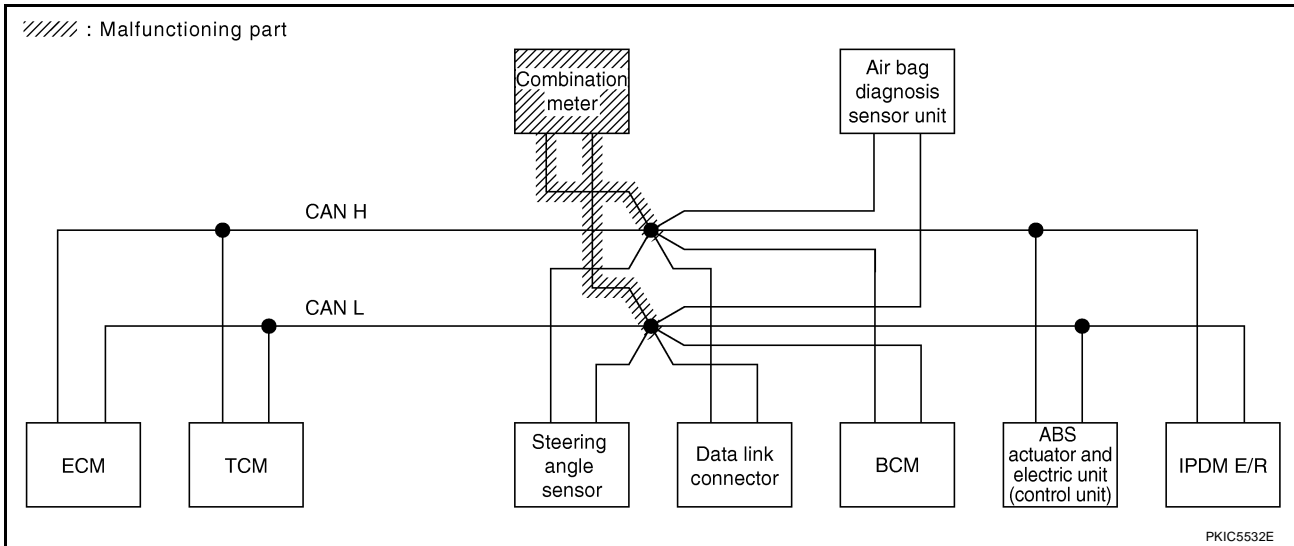 : Malfunctioning part
Combination
meter
Air bag
diagnosis
sensor unit
CAN H
CAN L
ECM
TCM
Steering
angle
sensor
Data link
connector
BCM
ABS
actuator and
electric unit
(control unit)
IPDM E/R
PKIC5532E